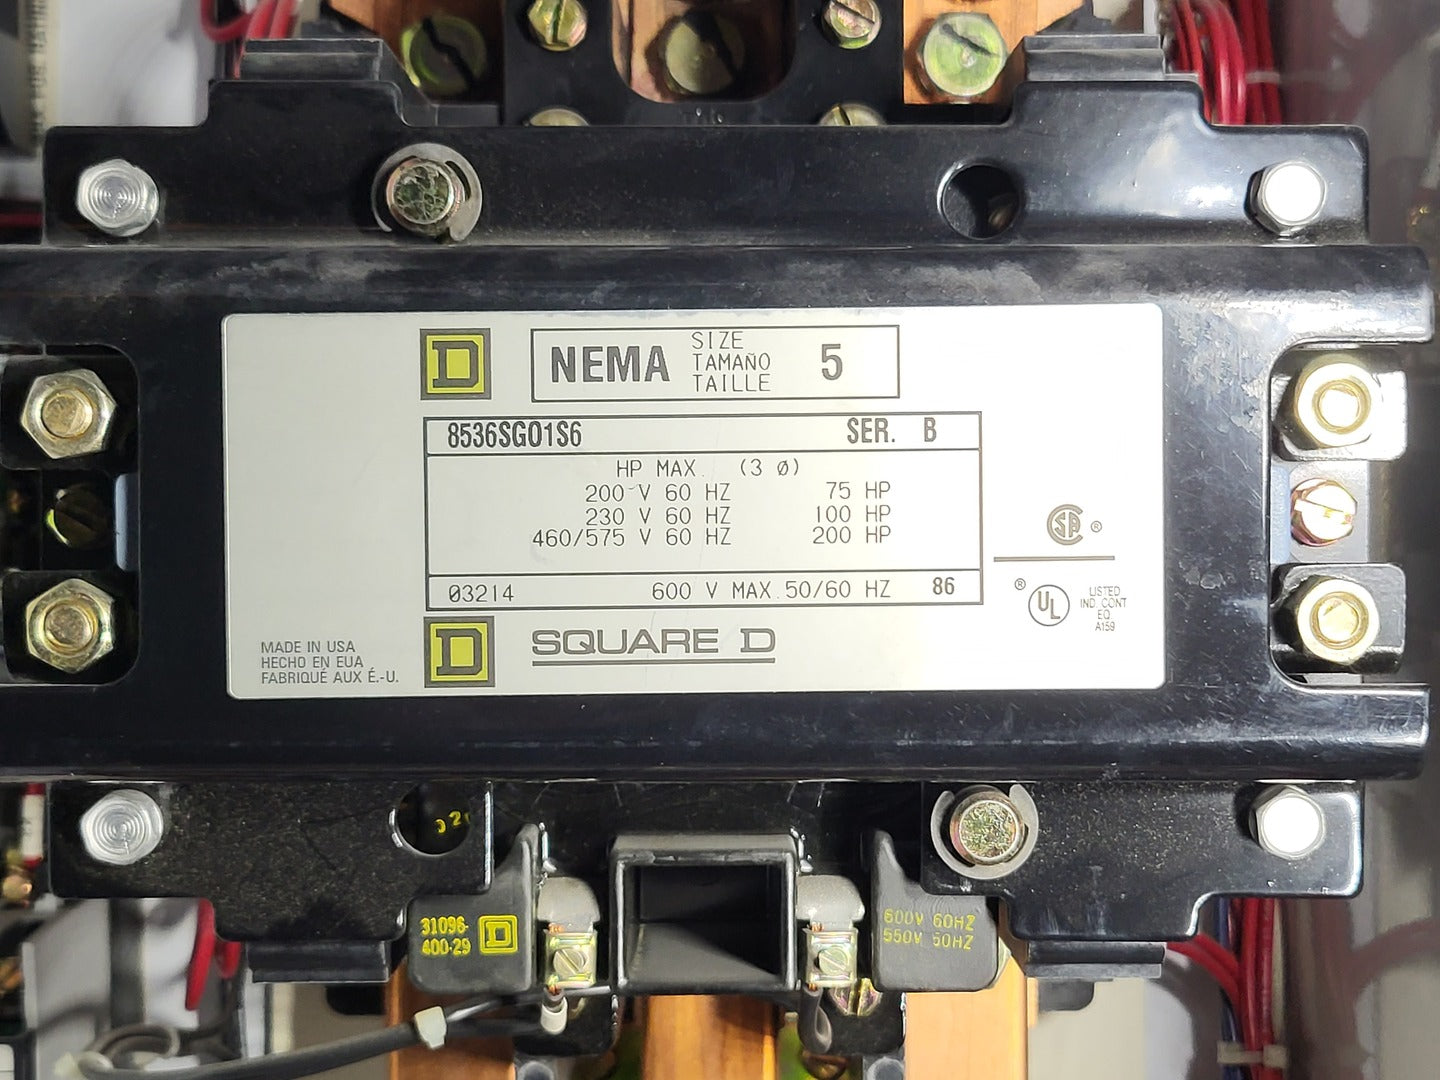 NEMA SIZE TAMAÑO TAILLE 5
8536SG01S6 SER. B
HP MAX. (3 Ø)
200 V 60 HZ 75 HP
230 V 60 HZ 100 HP
460/575 V 60 HZ 200 HP
03214 600 V MAX. 50/60 HZ 86
SQUARE D
MADE IN USA
HECHO EN EUA
FABRIQUÉ AUX É.-U.
SA ®
® UL
LISTED
IND. CONT
EQ.
A159
31096-
400-29
600V 60HZ
550V 50HZ